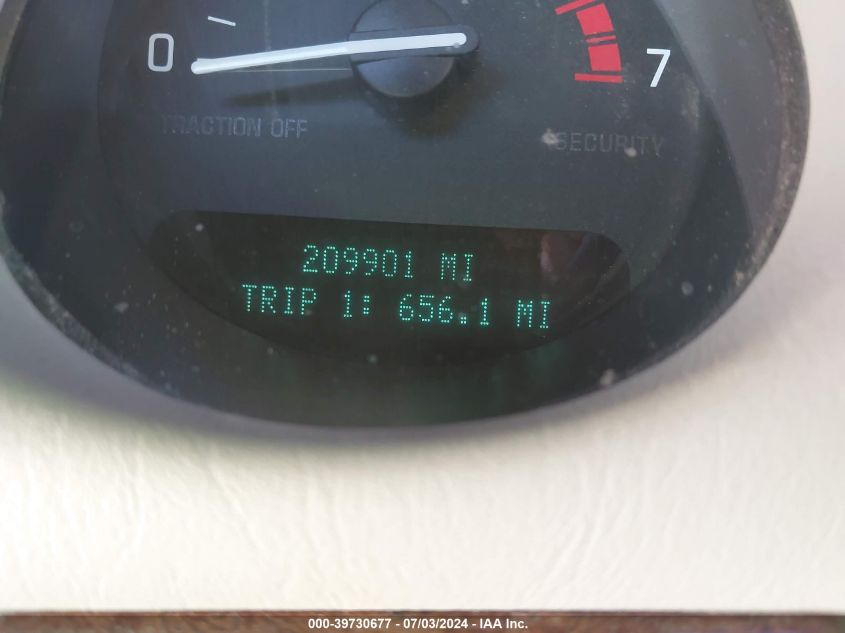 0
7
TRACTION OFF
SECURITY
209901 MI
TRIP 1: 656.1 MI
000-39730677 - 07/03/2024 - IAA Inc.